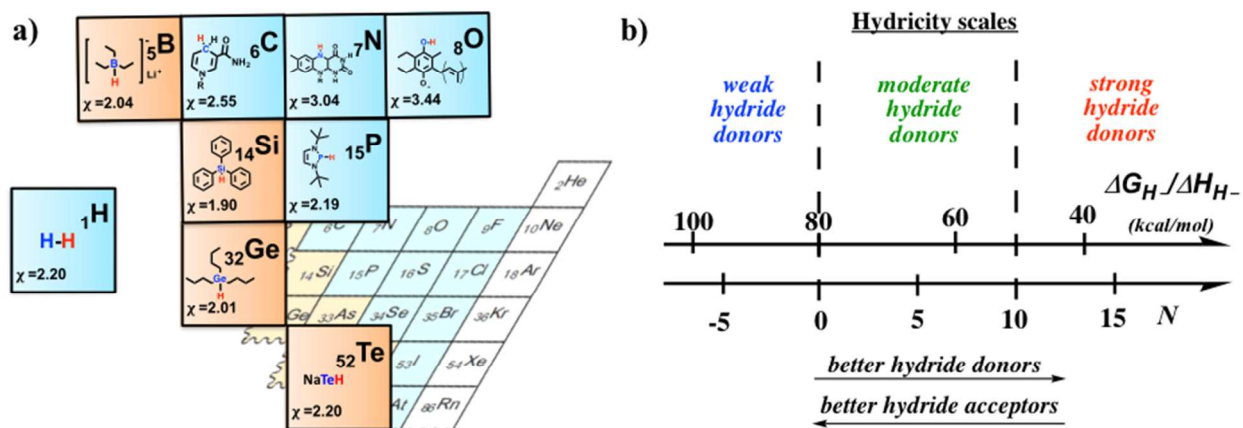 a)
5B
Li+
χ=2.04
6C
NH2
R
χ=2.55
7N
χ=3.04
8O
χ=3.44
14Si
χ=1.90
15P
χ=2.19
1H
H-H
χ=2.20
32Ge
χ=2.01
52Te
NaTeH
χ=2.20
2He
6C 7N 8O 9F 10Ne
14Si 15P 16S 17Cl 18Ar
Ge 33As 34Se 35Br 36Kr
53I 54Xe
At 86Rn
b)
Hydricity scales
weak
hydride
donors
moderate
hydride
donors
strong
hydride
donors
ΔGH-/ΔHH-
(kcal/mol)
100 80 60 40
-5 0 5 10 15 N
better hydride donors
better hydride acceptors